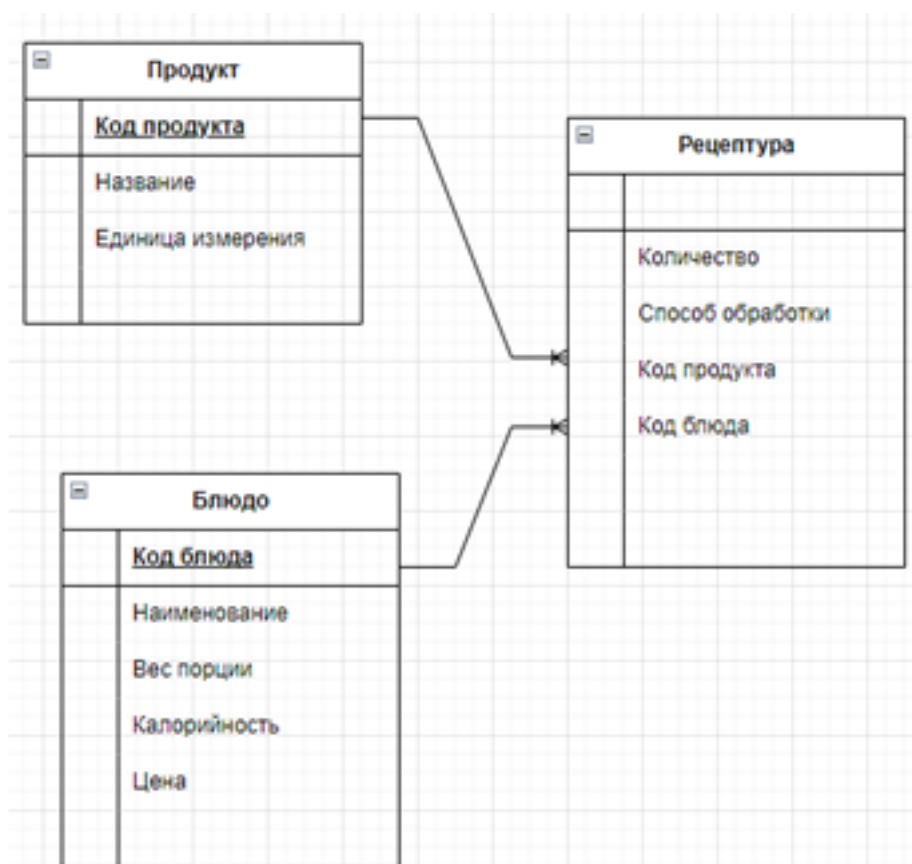 Продукт
Код продукта
Название
Единица измерения
Рецептура
Количество
Способ обработки
Код продукта
Код блюда
Блюдо
Код блюда
Наименование
Вес порции
Калорийность
Цена